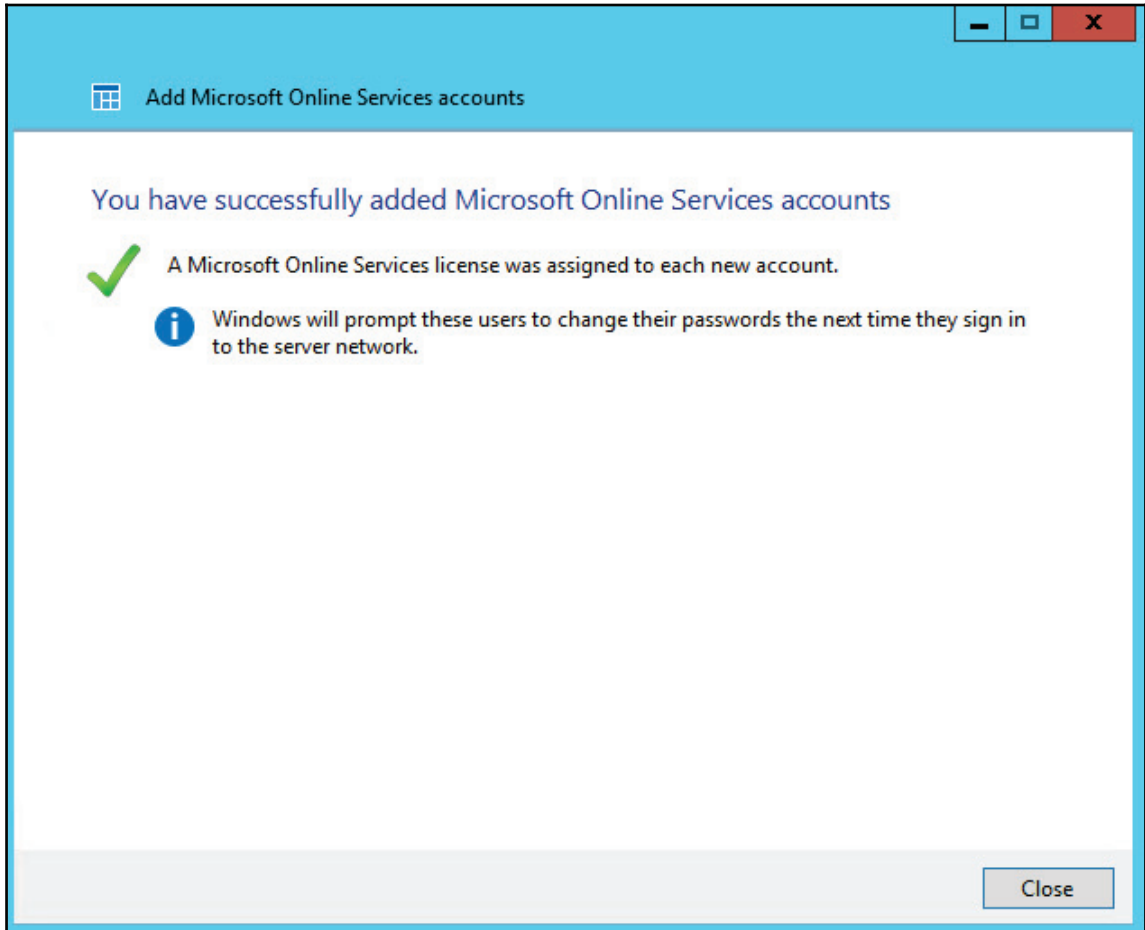 Add Microsoft Online Services accounts
You have successfully added Microsoft Online Services accounts
A Microsoft Online Services license was assigned to each new account.
Windows will prompt these users to change their passwords the next time they sign in
to the server network.
Close